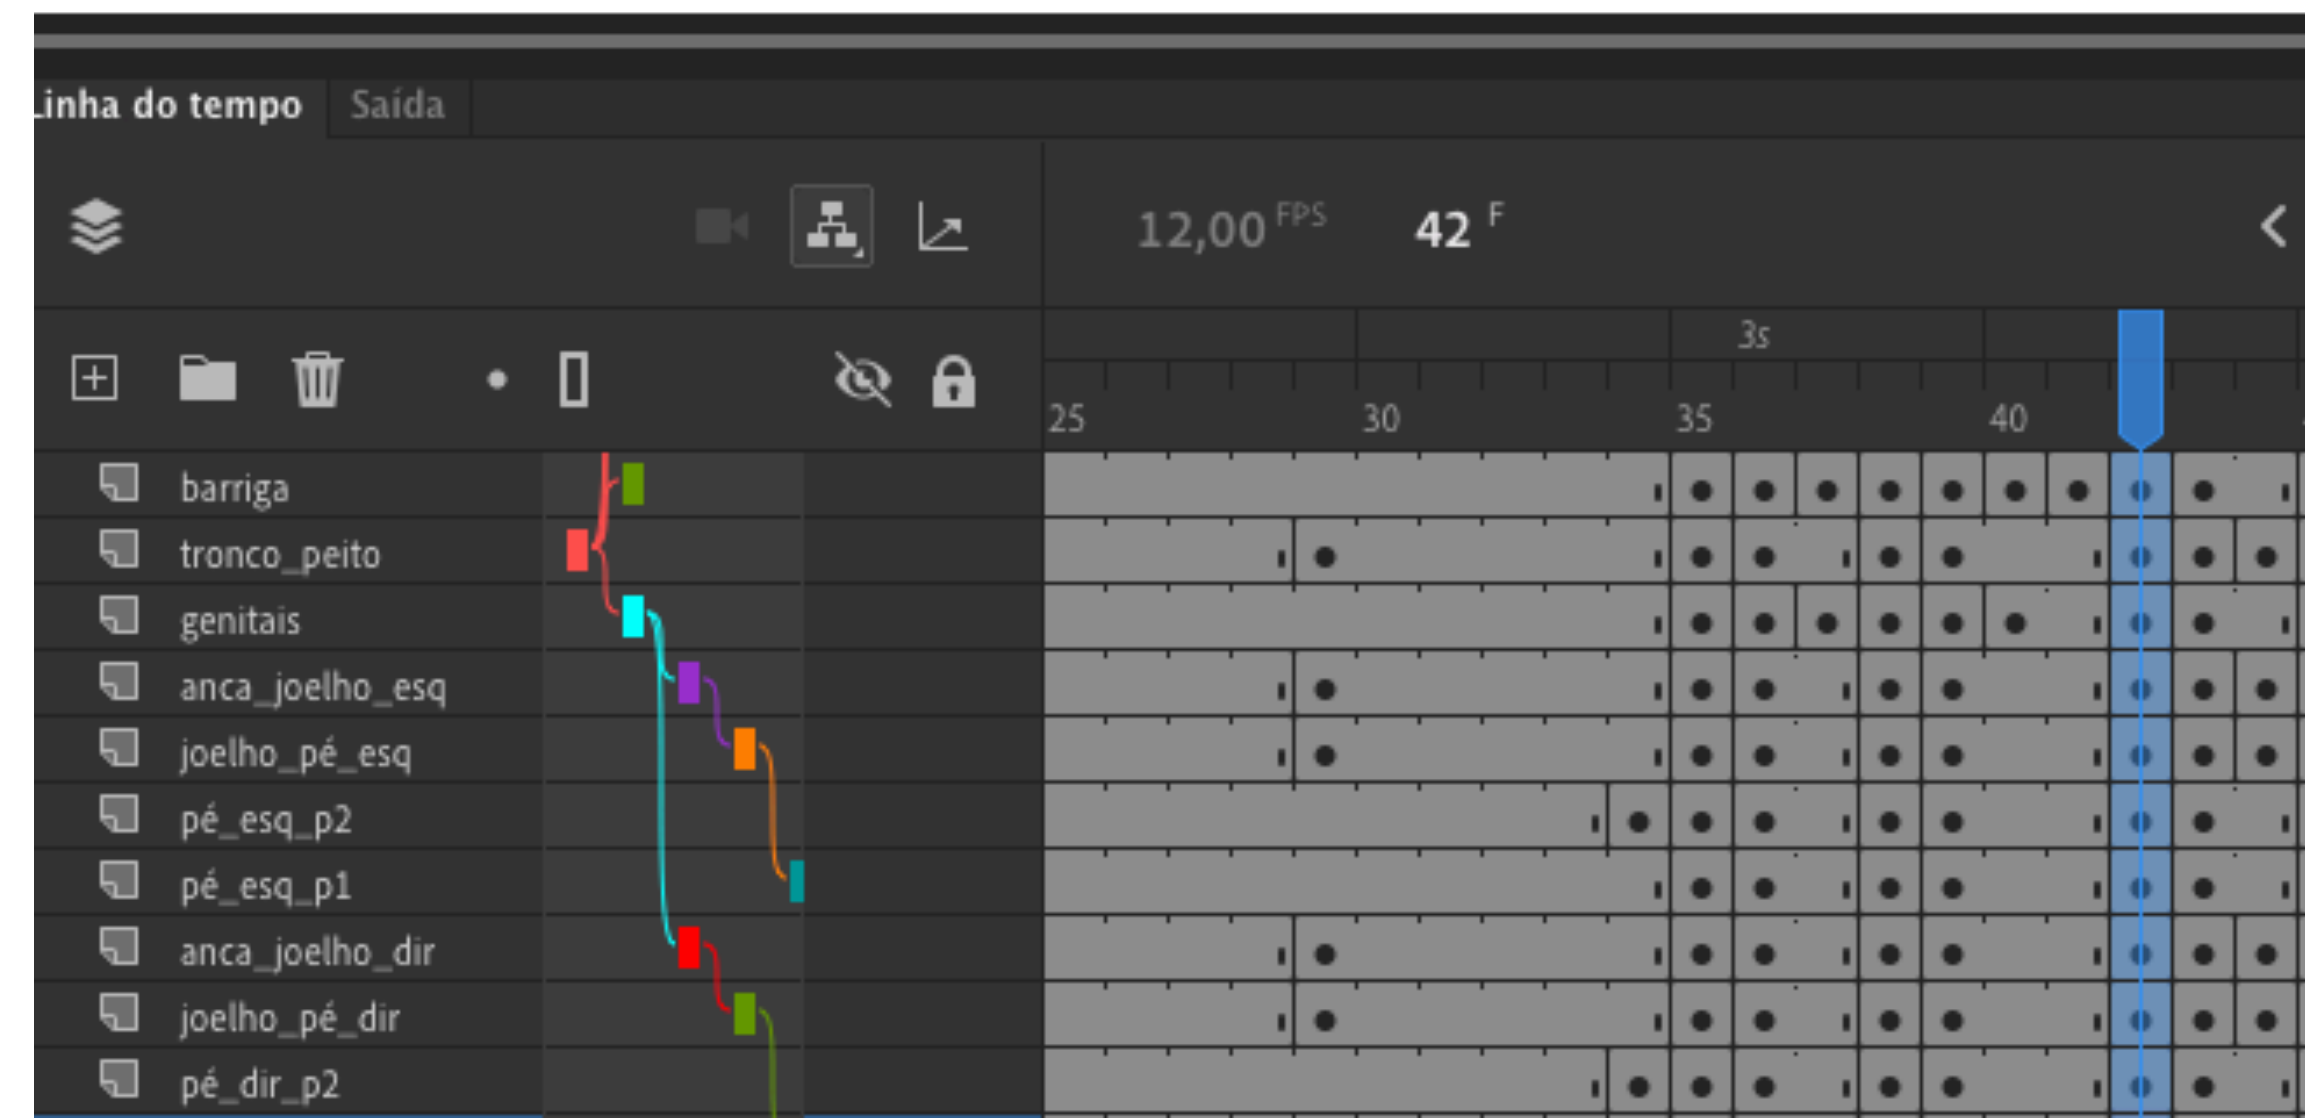 Linha do tempo Saída
12,00 FPS 42 F
3s
25 30 35 40
barriga
tronco_peito
genitais
anca_joelho_esq
joelho_pé_esq
pé_esq_p2
pé_esq_p1
anca_joelho_dir
joelho_pé_dir
pé_dir_p2